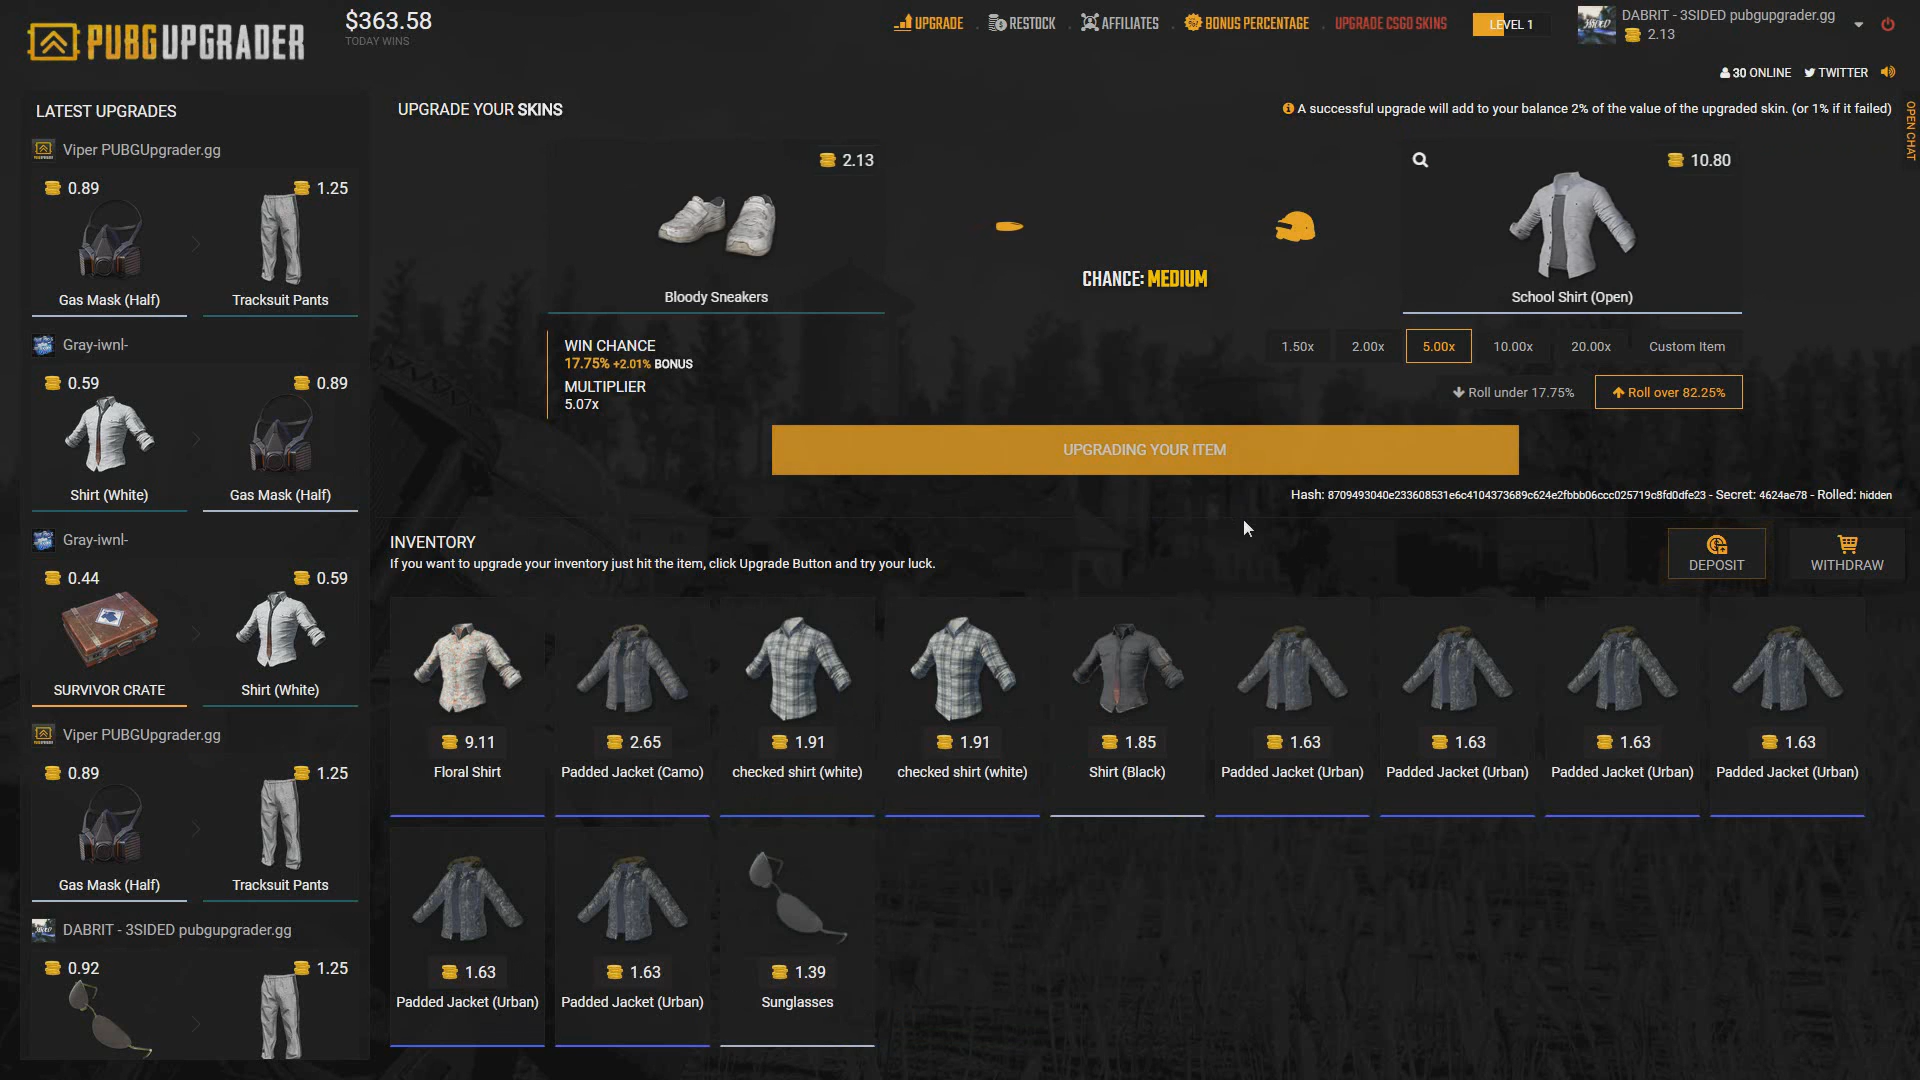 PUBGUPGRADER
$363.58
TODAY WINS
UPGRADE
RESTOCK
AFFILIATES
BONUS PERCENTAGE
UPGRADE CSGO SKINS
LEVEL 1
DABRIT - 3SIDED pubgupgrader.gg
2.13
30 ONLINE
TWITTER
OPEN CHAT
LATEST UPGRADES
Viper PUBGUpgrader.gg
0.89
1.25
Gas Mask (Half)
Tracksuit Pants
Gray-iwnl-
0.59
0.89
Shirt (White)
Gas Mask (Half)
Gray-iwnl-
0.44
0.59
SURVIVOR CRATE
Shirt (White)
Viper PUBGUpgrader.gg
0.89
1.25
Gas Mask (Half)
Tracksuit Pants
DABRIT - 3SIDED pubgupgrader.gg
0.92
1.25
UPGRADE YOUR SKINS
A successful upgrade will add to your balance 2% of the value of the upgraded skin. (or 1% if it failed)
2.13
Bloody Sneakers
CHANCE: MEDIUM
10.80
School Shirt (Open)
WIN CHANCE
17.75% +2.01% BONUS
MULTIPLIER
5.07x
1.50x
2.00x
5.00x
10.00x
20.00x
Custom Item
Roll under 17.75%
Roll over 82.25%
UPGRADING YOUR ITEM
Hash: 8709493040e233608531e6c4104373689c624e2fbbb06ccc025719c8fd0dfe23 - Secret: 4624ae78 - Rolled: hidden
INVENTORY
If you want to upgrade your inventory just hit the item, click Upgrade Button and try your luck.
DEPOSIT
WITHDRAW
9.11
2.65
1.91
1.91
1.85
1.63
1.63
1.63
1.63
Floral Shirt
Padded Jacket (Camo)
checked shirt (white)
checked shirt (white)
Shirt (Black)
Padded Jacket (Urban)
Padded Jacket (Urban)
Padded Jacket (Urban)
Padded Jacket (Urban)
1.63
1.63
1.39
Padded Jacket (Urban)
Padded Jacket (Urban)
Sunglasses